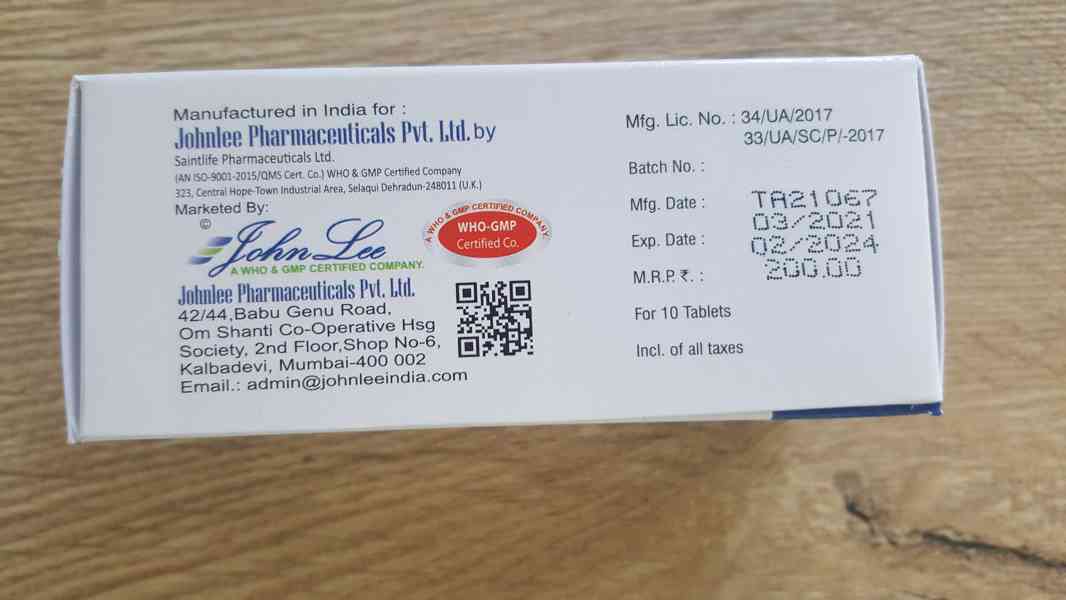 Manufactured in India for :
Johnlee Pharmaceuticals Pvt. Ltd. by
Saintlife Pharmaceuticals Ltd.
(AN ISO-9001-2015/QMS Cert. Co.) WHO & GMP Certified Company
323, Central Hope-Town Industrial Area, Selaqui Dehradun-248011 (U.K.)
Marketed By:
©
John Lee
A WHO & GMP CERTIFIED COMPANY.
A WHO & GMP CERTIFIED COMPANY.
WHO-GMP
Certified Co.
Johnlee Pharmaceuticals Pvt. Ltd.
42/44,Babu Genu Road,
Om Shanti Co-Operative Hsg
Society, 2nd Floor,Shop No-6,
Kalbadevi, Mumbai-400 002
Email.: admin@johnleeindia.com
Mfg. Lic. No. : 34/UA/2017
33/UA/SC/P/-2017
Batch No. :
Mfg. Date : TA21067
03/2021
Exp. Date : 02/2024
M.R.P. ₹. : 200.00
For 10 Tablets
Incl. of all taxes